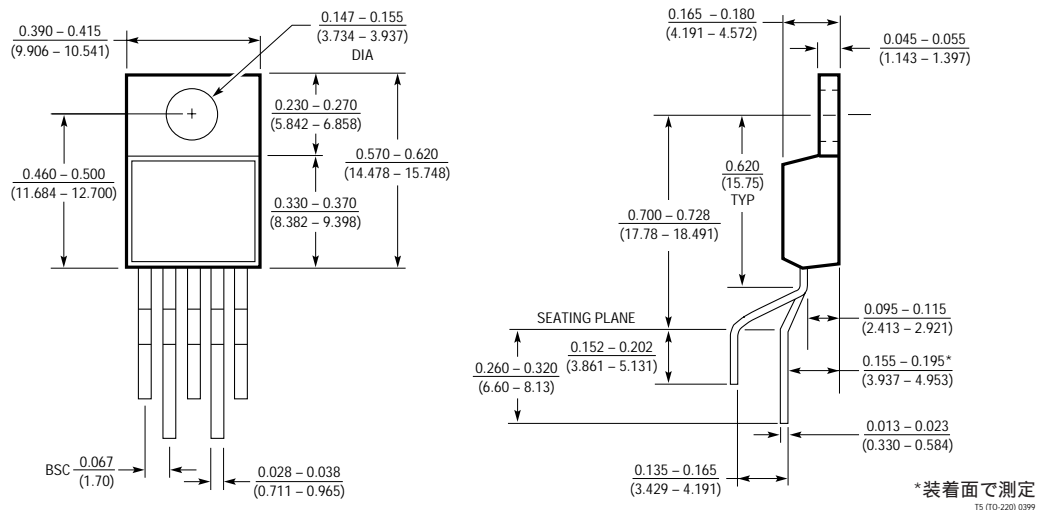 0.390 – 0.415
(9.906 – 10.541)
0.147 – 0.155
(3.734 – 3.937)
DIA
0.230 – 0.270
(5.842 – 6.858)
0.460 – 0.500
(11.684 – 12.700)
0.570 – 0.620
(14.478 – 15.748)
0.330 – 0.370
(8.382 – 9.398)
BSC 0.067
(1.70)
0.028 – 0.038
(0.711 – 0.965)
0.165 – 0.180
(4.191 – 4.572)
0.045 – 0.055
(1.143 – 1.397)
0.620
(15.75)
TYP
0.700 – 0.728
(17.78 – 18.491)
SEATING PLANE
0.152 – 0.202
(3.861 – 5.131)
0.260 – 0.320
(6.60 – 8.13)
0.095 – 0.115
(2.413 – 2.921)
0.155 – 0.195*
(3.937 – 4.953)
0.013 – 0.023
(0.330 – 0.584)
0.135 – 0.165
(3.429 – 4.191)
*装着面で測定
T5 (TO-220) 0399